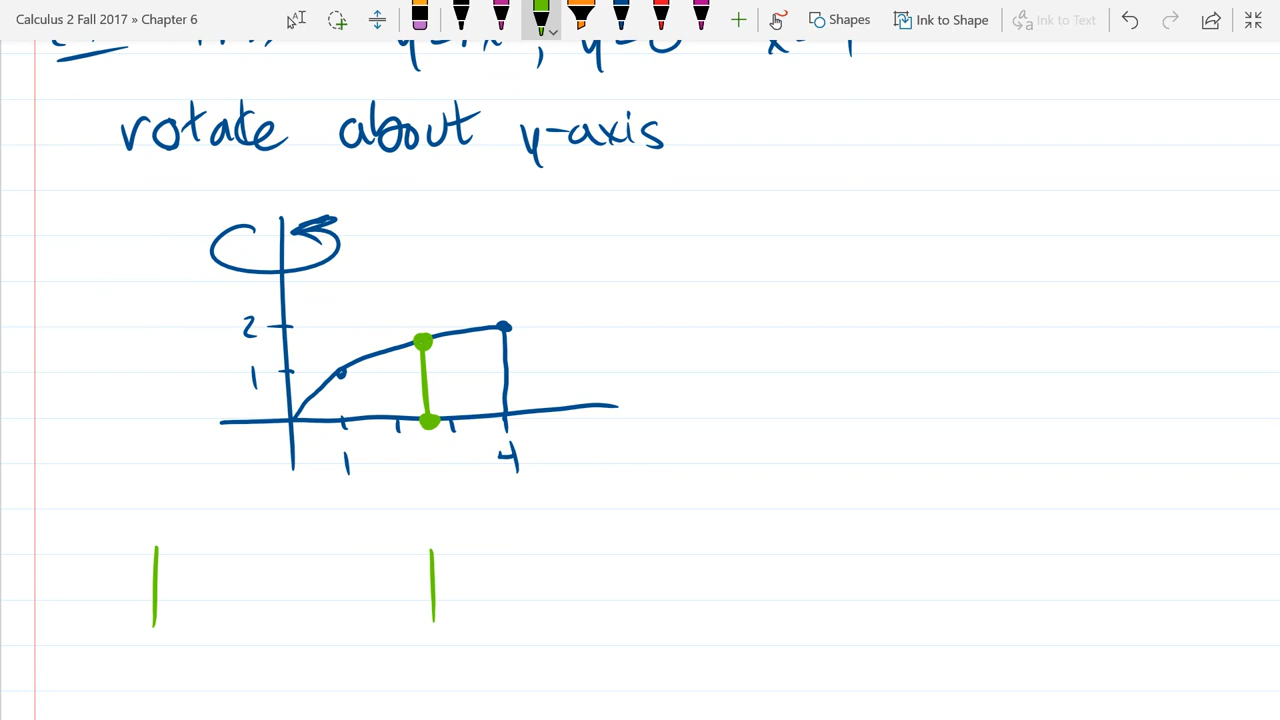 Calculus 2 Fall 2017 » Chapter 6
Shapes
Ink to Shape
Ink to Text
rotate about y-axis
2
1
1
4